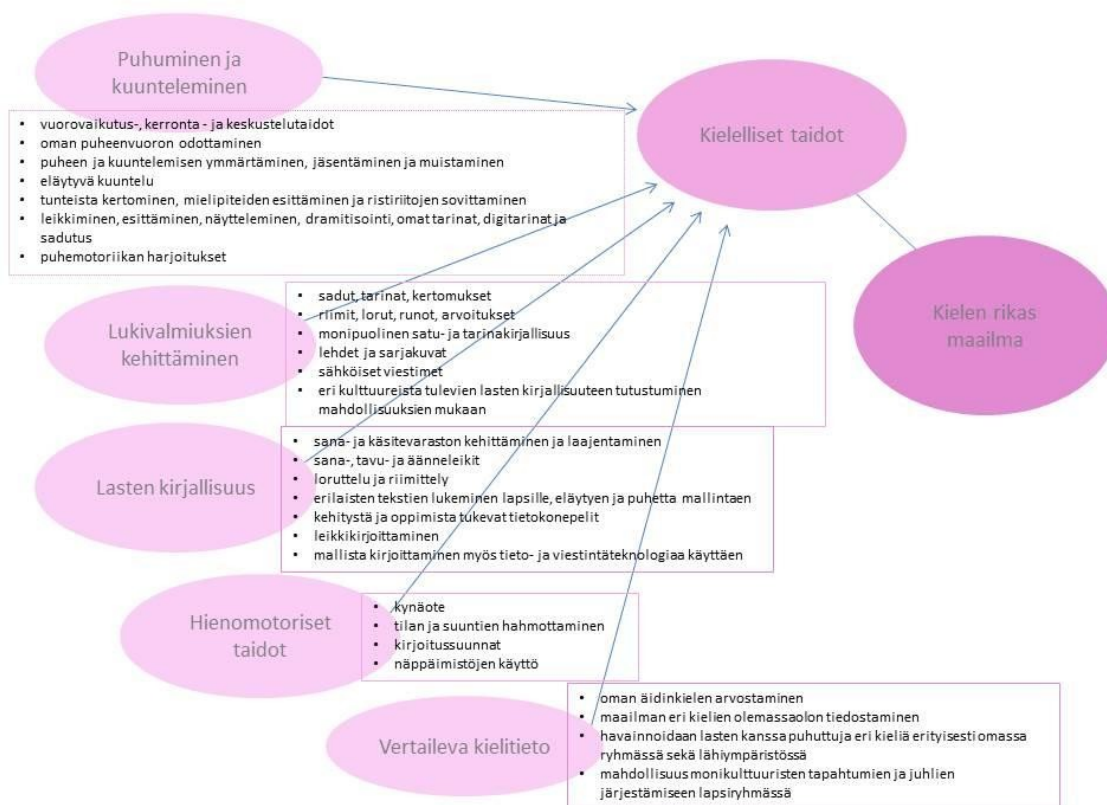 Puhuminen ja
kuunteleminen
• vuorovaikutus-, kerronta - ja keskustelutaidot
• oman puheenvuoron odottaminen
• puheen ja kuuntelemisen ymmärtäminen, jäsentäminen ja muistaminen
• eläytyvä kuuntelu
• tunteista kertominen, mielipiteiden esittäminen ja ristiriitojen sovittaminen
• leikkiminen, esittäminen, näytteleminen, dramitisointi, omat tarinat, digitarinat ja
sadutus
• puhemotoriikan harjoitukset
Kielelliset taidot
Kielen rikas
maailma
Lukivalmiuksien
kehittäminen
• sadut, tarinat, kertomukset
• riimit, lorut, runot, arvoitukset
• monipuolinen satu- ja tarinakirjallisuus
• lehdet ja sarjakuvat
• sähköiset viestimet
• eri kulttuureista tulevien lasten kirjallisuuteen tutustuminen
mahdollisuuksien mukaan
Lasten kirjallisuus
• sana- ja käsitevaraston kehittäminen ja laajentaminen
• sana-, tavu- ja äänneleikit
• loruttelu ja riimittely
• erilaisten tekstien lukeminen lapsille, eläytyen ja puhetta mallintaen
• kehitystä ja oppimista tukevat tietokonepelit
• leikkikirjoittaminen
• mallista kirjoittaminen myös tieto- ja viestintäteknologiaa käyttäen
Hienomotoriset
taidot
• kynäote
• tilan ja suuntien hahmottaminen
• kirjoitussuunnat
• näppäimistöjen käyttö
Vertaileva kielitieto
• oman äidinkielen arvostaminen
• maailman eri kielien olemassaolon tiedostaminen
• havainnoidaan lasten kanssa puhuttuja eri kieliä erityisesti omassa
ryhmässä sekä lähiympäristössä
• mahdollisuus monikulttuuristen tapahtumien ja juhlien
järjestämiseen lapsiryhmässä